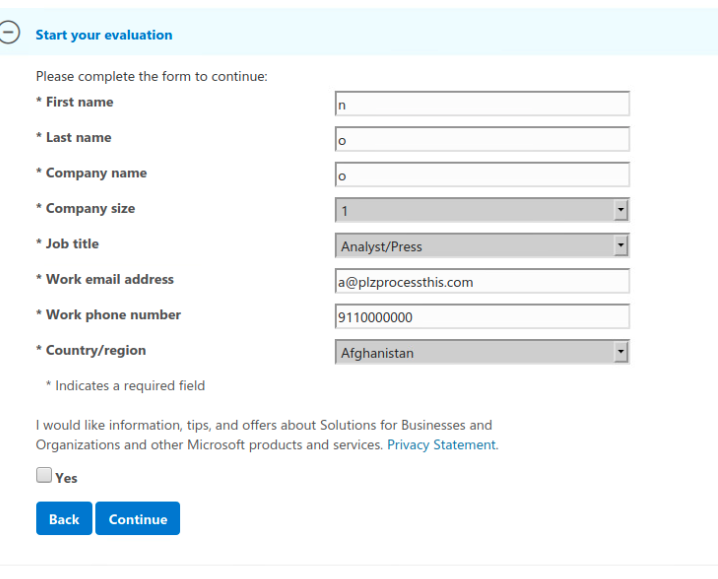 Start your evaluation
Please complete the form to continue:
* First name n
* Last name o
* Company name o
* Company size 1
* Job title Analyst/Press
* Work email address a@plzprocessthis.com
* Work phone number 9110000000
* Country/region Afghanistan
* Indicates a required field
I would like information, tips, and offers about Solutions for Businesses and
Organizations and other Microsoft products and services. Privacy Statement.
Yes
Back Continue